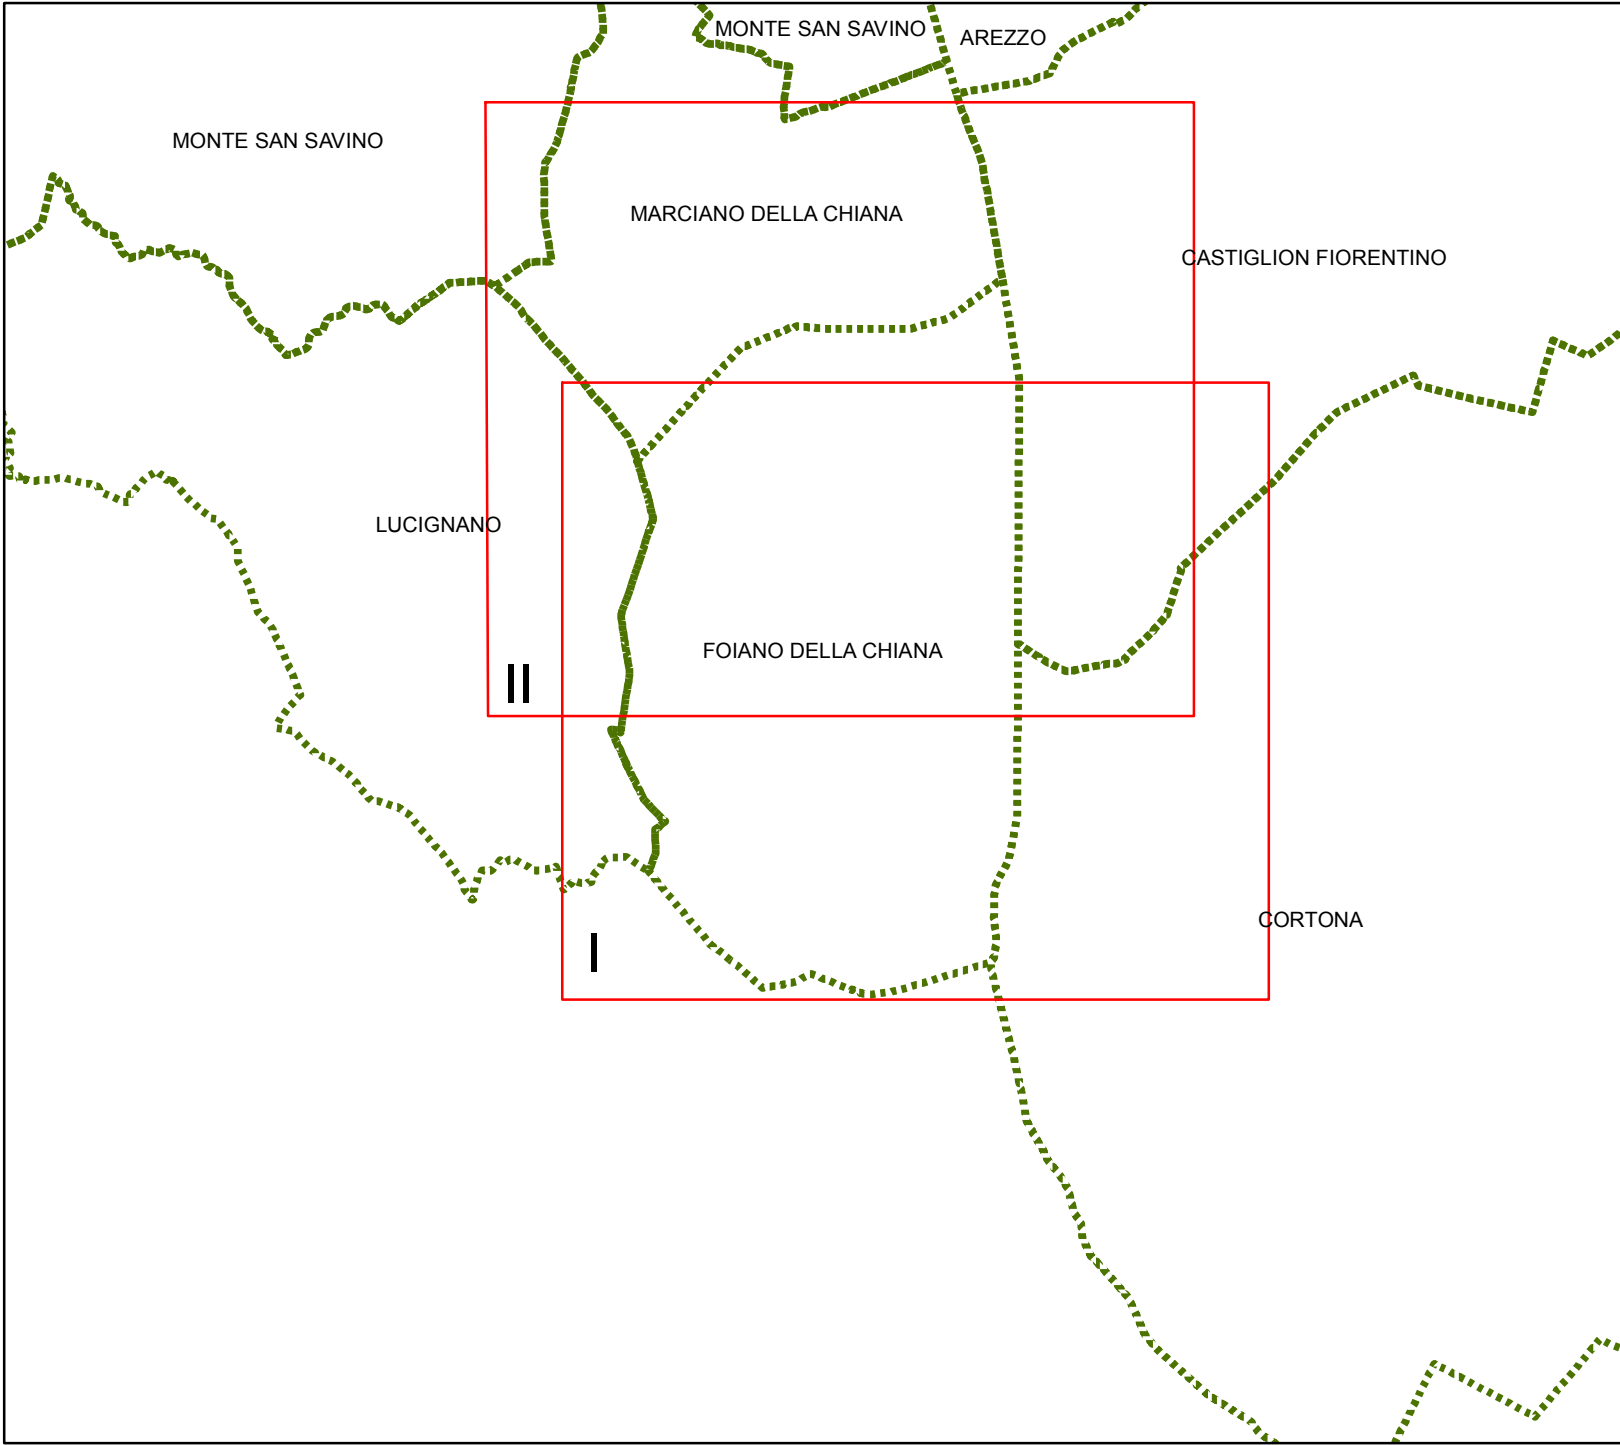 MONTE SAN SAVINO
AREZZO
MONTE SAN SAVINO
MARCIANO DELLA CHIANA
CASTIGLION FIORENTINO
LUCIGNANO
FOIANO DELLA CHIANA
II
CORTONA
I